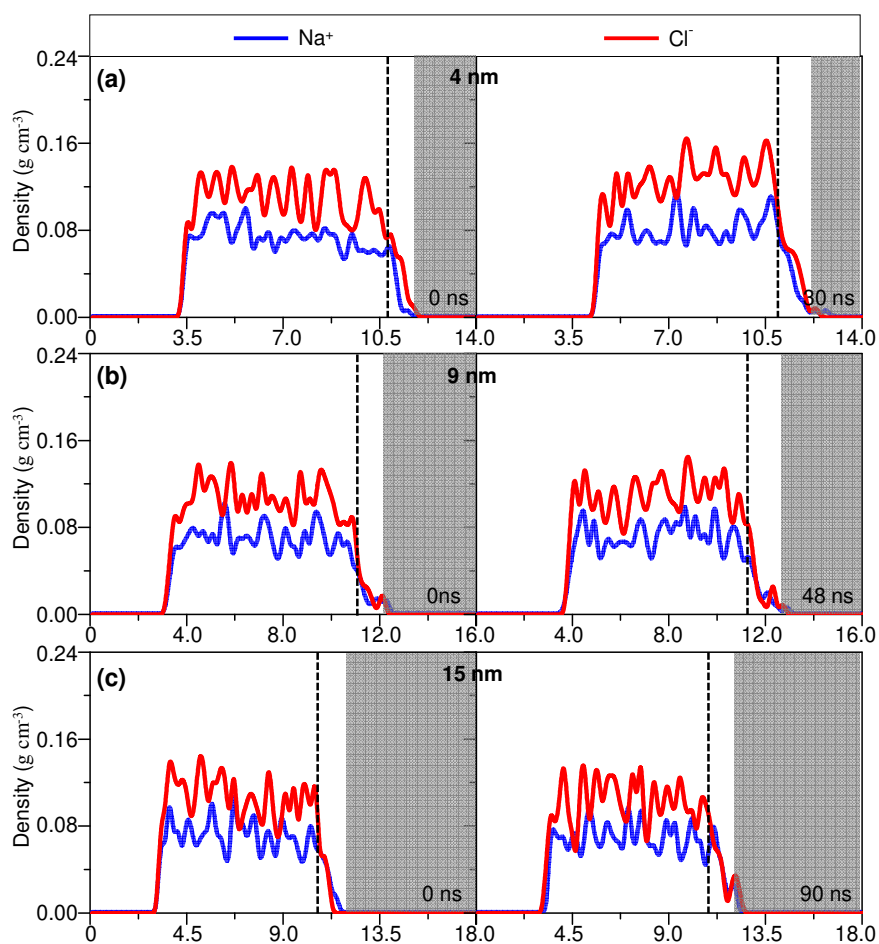 Na⁺ Cl⁻
(a) 4 nm
Density (g cm⁻³)
0.24
0.16
0.08
0.00
0 ns 30 ns
0 3.5 7.0 10.5 14.0 3.5 7.0 10.5 14.0
(b) 9 nm
Density (g cm⁻³)
0.24
0.16
0.08
0.00
0ns 48 ns
0 4.0 8.0 12.0 16.0 4.0 8.0 12.0 16.0
(c) 15 nm
Density (g cm⁻³)
0.24
0.16
0.08
0.00
0 ns 90 ns
0 4.5 9.0 13.5 18.0 4.5 9.0 13.5 18.0